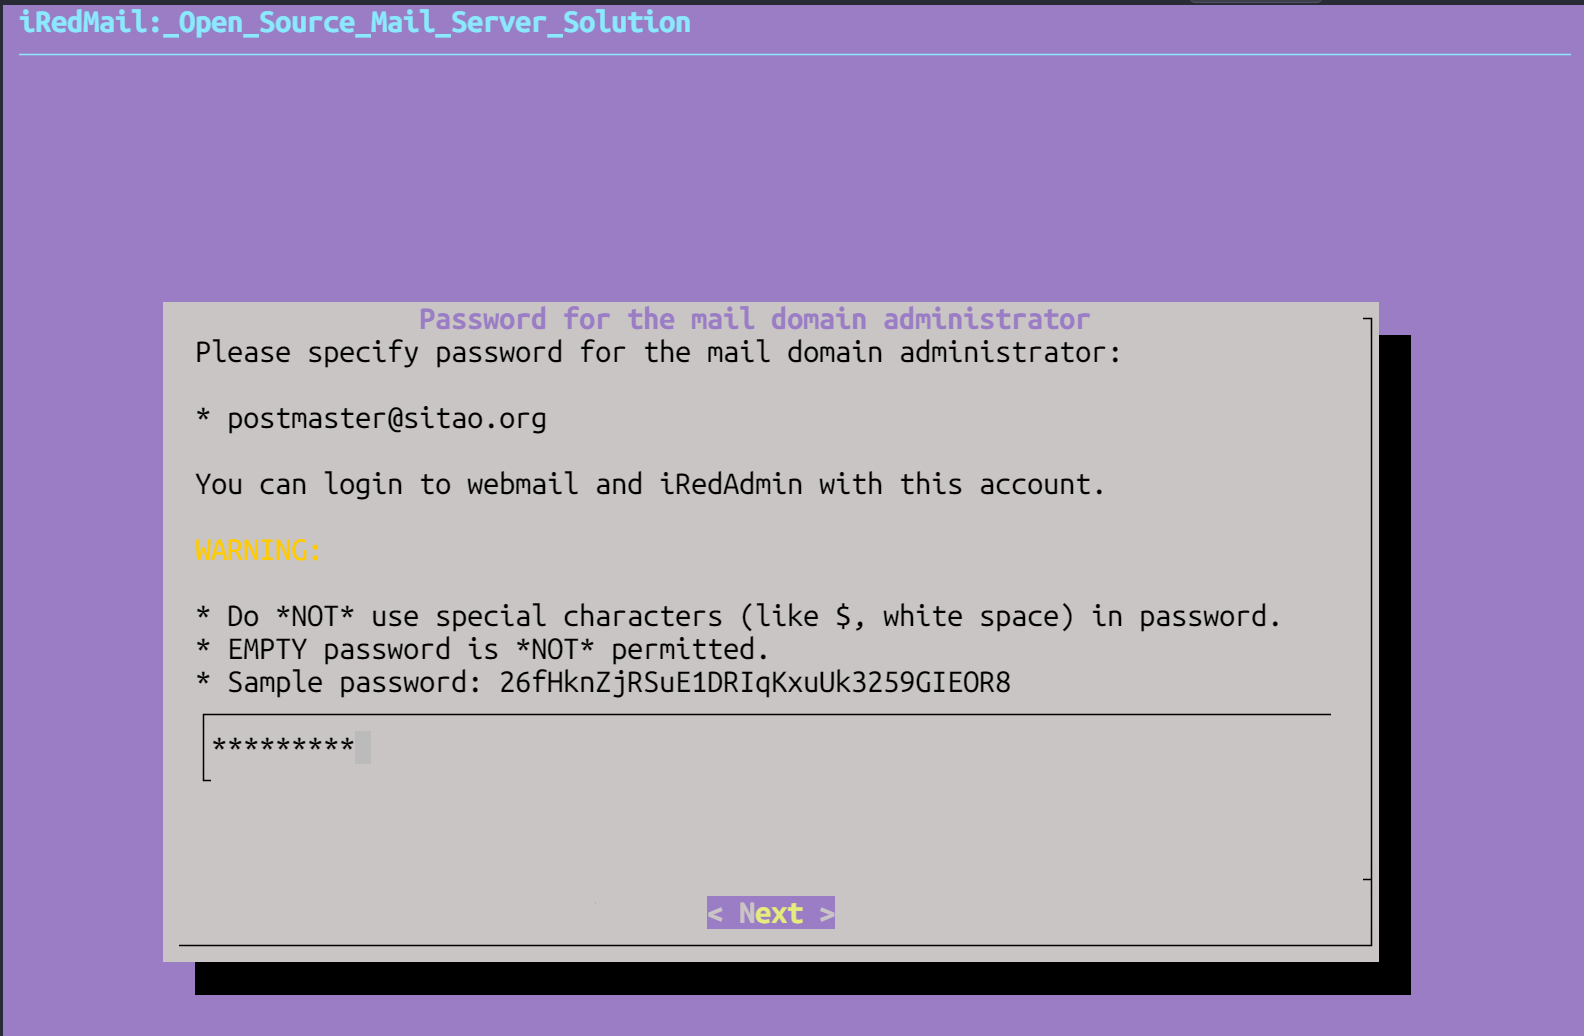 iRedMail:_Open_Source_Mail_Server_Solution
Password for the mail domain administrator
Please specify password for the mail domain administrator:
* postmaster@sitao.org
You can login to webmail and iRedAdmin with this account.
WARNING:
* Do *NOT* use special characters (like $, white space) in password.
* EMPTY password is *NOT* permitted.
* Sample password: 26fHknZjRSuE1DRIqKxuUk3259GIEOR8
*********
< Next >